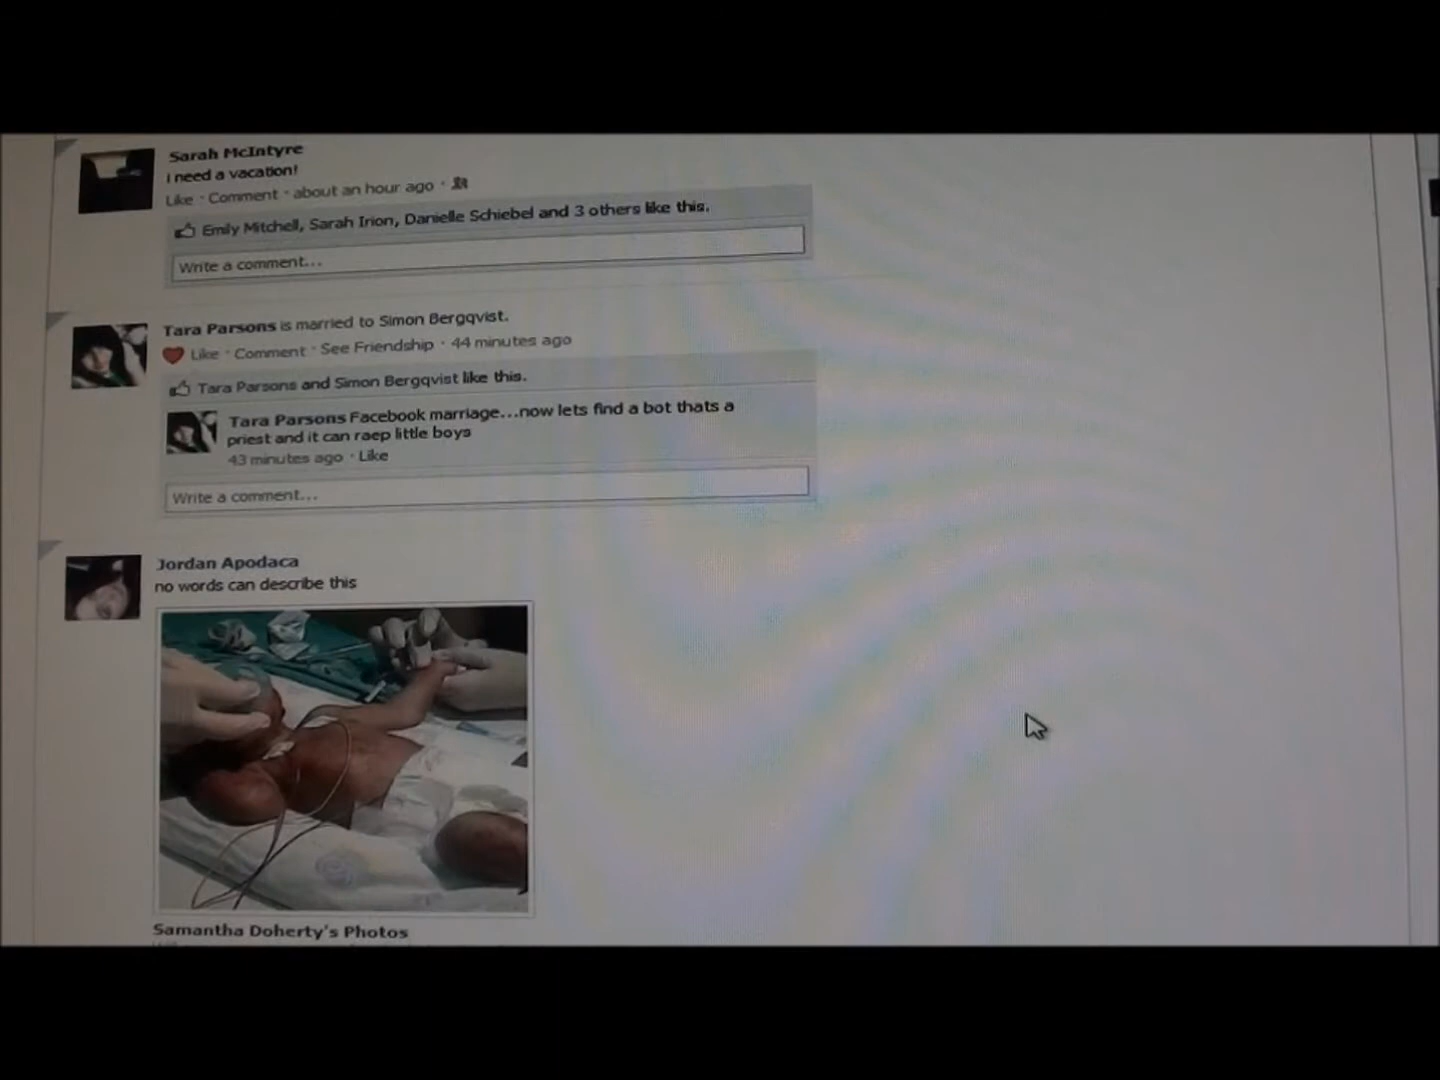 Sarah McIntyre
i need a vacation!
Like · Comment · about an hour ago ·
Emily Mitchell, Sarah Irion, Danielle Schiebel and 3 others like this.
Write a comment...
Tara Parsons is married to Simon Bergqvist.
Like · Comment · See Friendship · 44 minutes ago
Tara Parsons and Simon Bergqvist like this.
Tara Parsons Facebook marriage...now lets find a bot thats a
priest and it can raep little boys
43 minutes ago · Like
Write a comment...
Jordan Apodaca
no words can describe this
Samantha Doherty's Photos